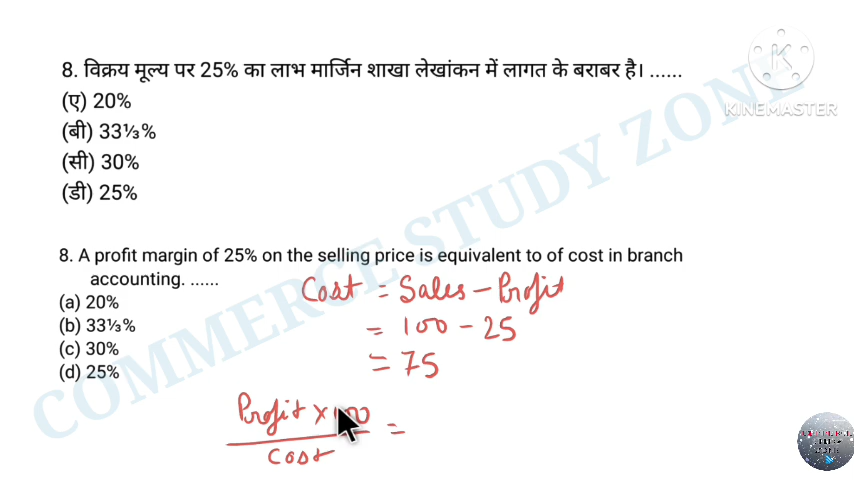 8. विक्रय मूल्य पर 25% का लाभ मार्जिन शाखा लेखांकन में लागत के बराबर है। ......
(ए) 20%
(बी) 33⅓%
(सी) 30%
(डी) 25%
K
KINEMASTER
COMMERCE STUDY ZONE
8. A profit margin of 25% on the selling price is equivalent to of cost in branch
accounting. ......
(a) 20%
(b) 33⅓%
(c) 30%
(d) 25%
Cost = Sales - Profit
= 100 - 25
= 75
Profit × 100 =
Cost